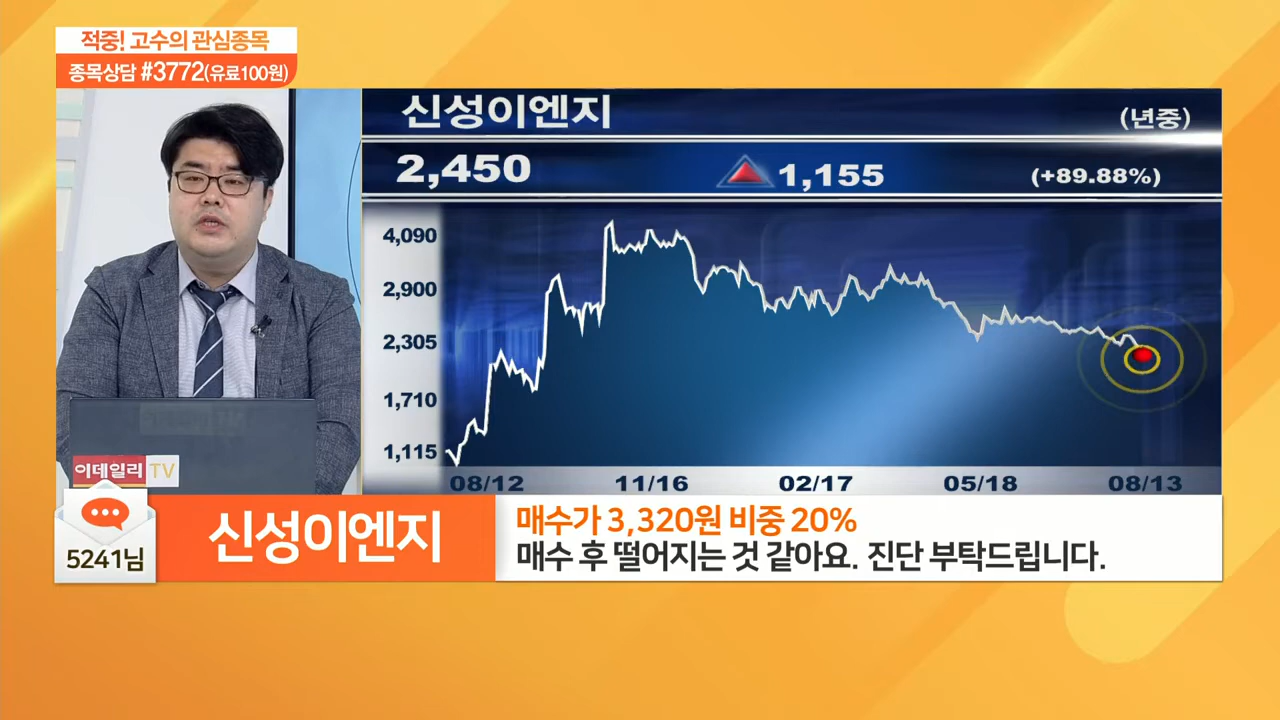 적중! 고수의 관심종목
종목상담 #3772(유료100원)
신성이엔지
(년중)
2,450
1,155
(+89.88%)
4,090
2,900
2,305
1,710
1,115
08/12
11/16
02/17
05/18
08/13
이데일리TV
5241님
신성이엔지
매수가 3,320원 비중 20%
매수 후 떨어지는 것 같아요. 진단 부탁드립니다.